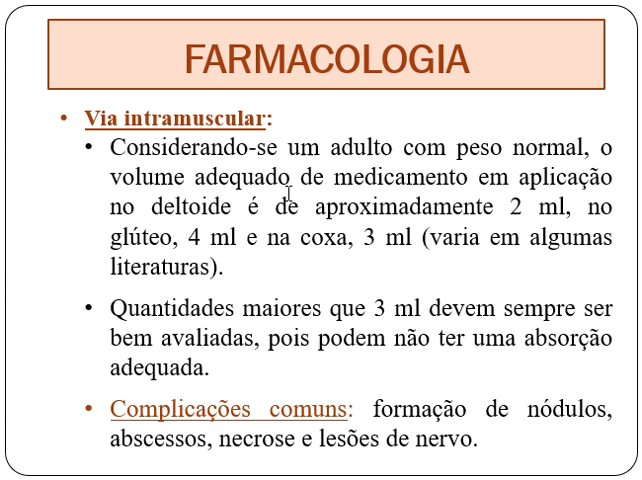 FARMACOLOGIA
• Via intramuscular:
• Considerando-se um adulto com peso normal, o
volume adequado de medicamento em aplicação
no deltoide é de aproximadamente 2 ml, no
glúteo, 4 ml e na coxa, 3 ml (varia em algumas
literaturas).
• Quantidades maiores que 3 ml devem sempre ser
bem avaliadas, pois podem não ter uma absorção
adequada.
• Complicações comuns: formação de nódulos,
abscessos, necrose e lesões de nervo.